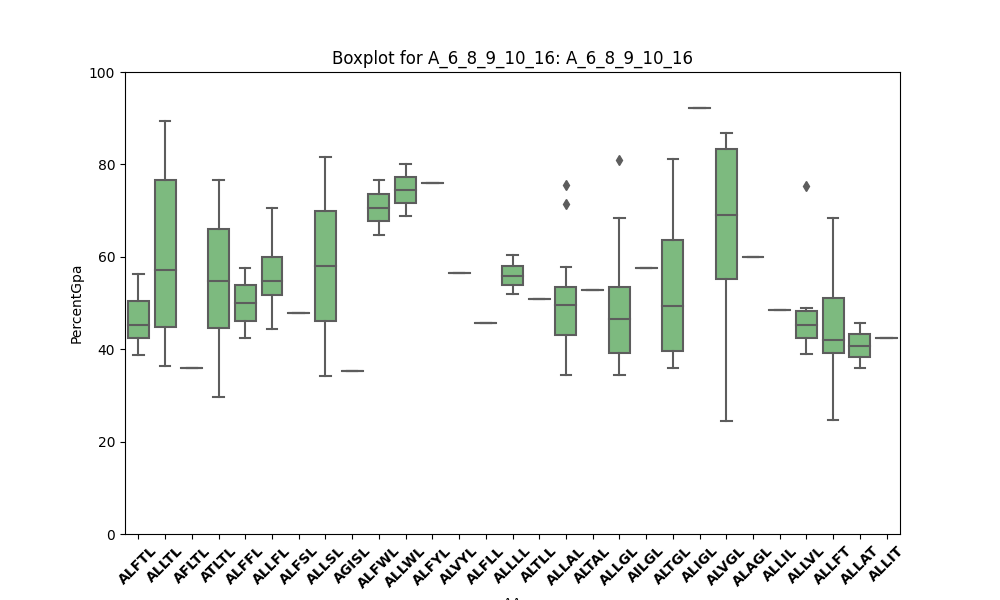 Boxplot for A_6_8_9_10_16: A_6_8_9_10_16
PercentGpa
100
80
60
40
20
0
ALFTL
ALLTL
AFLTL
ATLTL
ALFFL
ALLFL
ALFSL
ALLSL
AGISL
ALFWL
ALLWL
ALFYL
ALVYL
ALFLL
ALLLL
ALTLL
ALLAL
ALTAL
ALLGL
AILGL
ALTGL
ALIGL
ALVGL
ALAGL
ALLIL
ALLVL
ALLFT
ALLAT
ALLIT